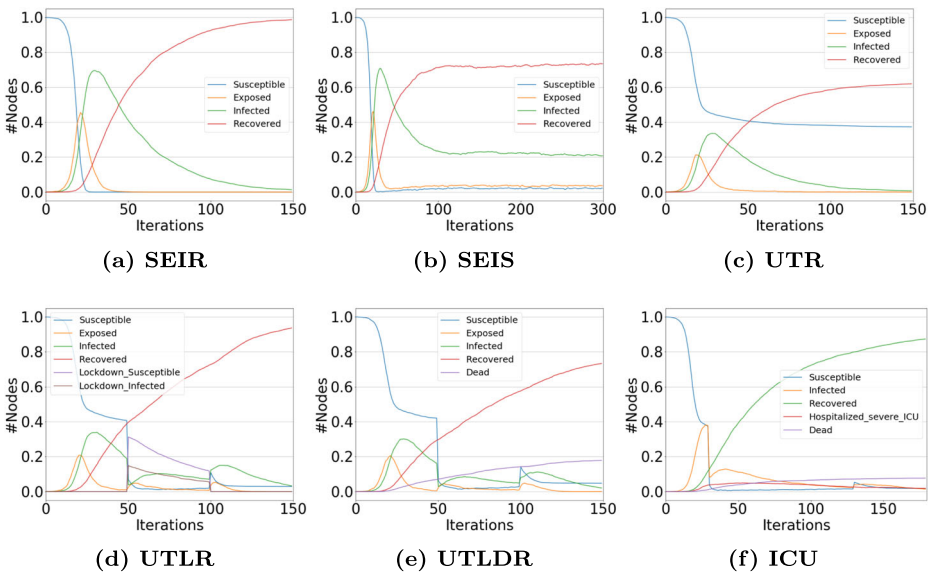 1.0
0.8
0.6
0.4
0.2
0.0
#Nodes
Susceptible
Exposed
Infected
Recovered
0 50 100 150
Iterations
(a) SEIR
1.0
0.8
0.6
0.4
0.2
0.0
#Nodes
Susceptible
Exposed
Infected
Recovered
0 100 200 300
Iterations
(b) SEIS
1.0
0.8
0.6
0.4
0.2
0.0
#Nodes
Susceptible
Exposed
Infected
Recovered
0 50 100 150
Iterations
(c) UTR
1.0
0.8
0.6
0.4
0.2
0.0
#Nodes
Susceptible
Exposed
Infected
Recovered
Lockdown_Susceptible
Lockdown_Infected
0 50 100 150
Iterations
(d) UTLR
1.0
0.8
0.6
0.4
0.2
0.0
#Nodes
Susceptible
Exposed
Infected
Recovered
Dead
0 50 100 150
Iterations
(e) UTLDR
1.0
0.8
0.6
0.4
0.2
0.0
#Nodes
Susceptible
Infected
Recovered
Hospitalized_severe_ICU
Dead
0 50 100 150
Iterations
(f) ICU